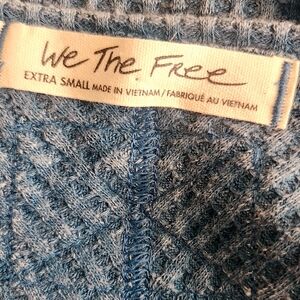 We The Free
EXTRA SMALL MADE IN VIETNAM / FABRIQUÉ AU VIETNAM